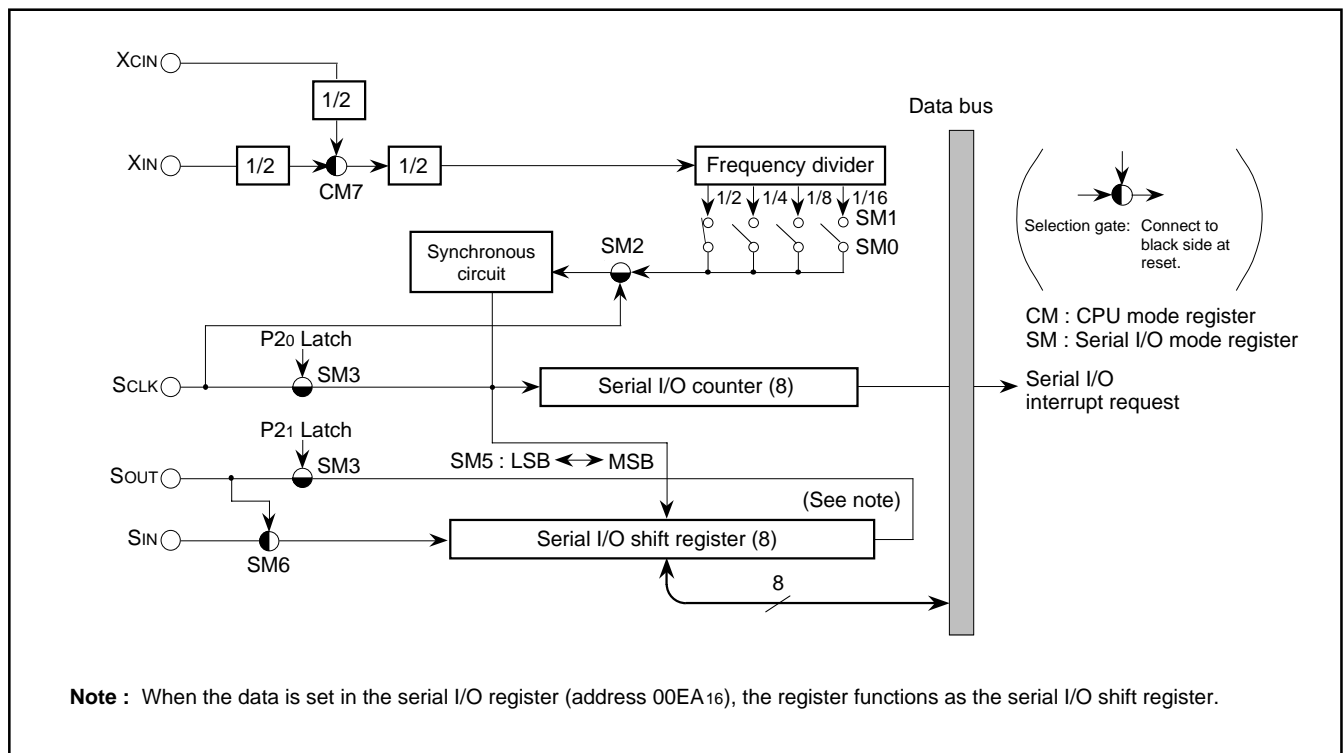 XCIN
1/2
Data bus
XIN
1/2
1/2
Frequency divider
CM7
1/2
1/4
1/8
1/16
SM1
SM0
Selection gate: Connect to
black side at
reset.
SM2
Synchronous
circuit
CM : CPU mode register
SM : Serial I/O mode register
P20 Latch
SCLK
SM3
Serial I/O counter (8)
Serial I/O
interrupt request
P21 Latch
SOUT
SM3
SM5 : LSB
MSB
(See note)
SIN
Serial I/O shift register (8)
SM6
8
Note : When the data is set in the serial I/O register (address 00EA16), the register functions as the serial I/O shift register.